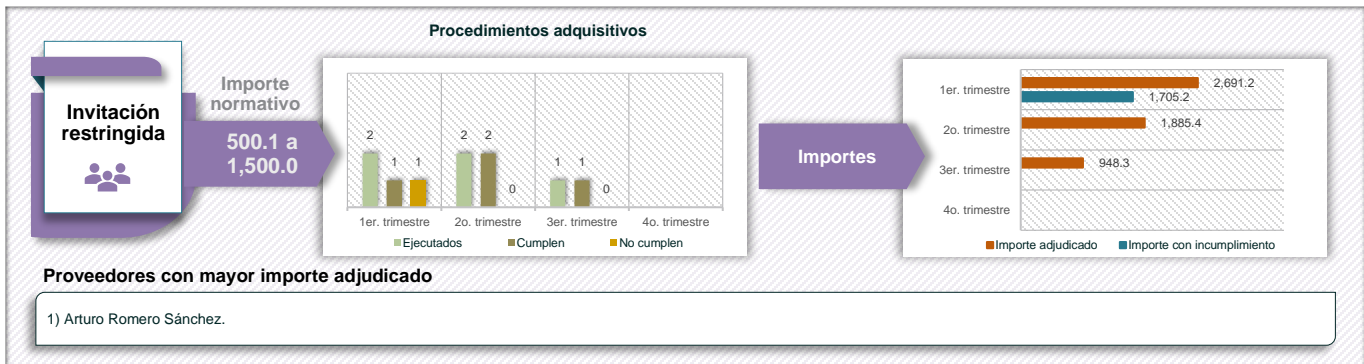 Procedimientos adquisitivos
Invitación
restringida
Importe
normativo
500.1 a
1,500.0
2
1
1
2
2
0
1
1
0
1er. trimestre
2o. trimestre
3er. trimestre
4o. trimestre
Ejecutados
Cumplen
No cumplen
Importes
1er. trimestre
2,691.2
1,705.2
2o. trimestre
1,885.4
3er. trimestre
948.3
4o. trimestre
Importe adjudicado
Importe con incumplimiento
Proveedores con mayor importe adjudicado
1) Arturo Romero Sánchez.